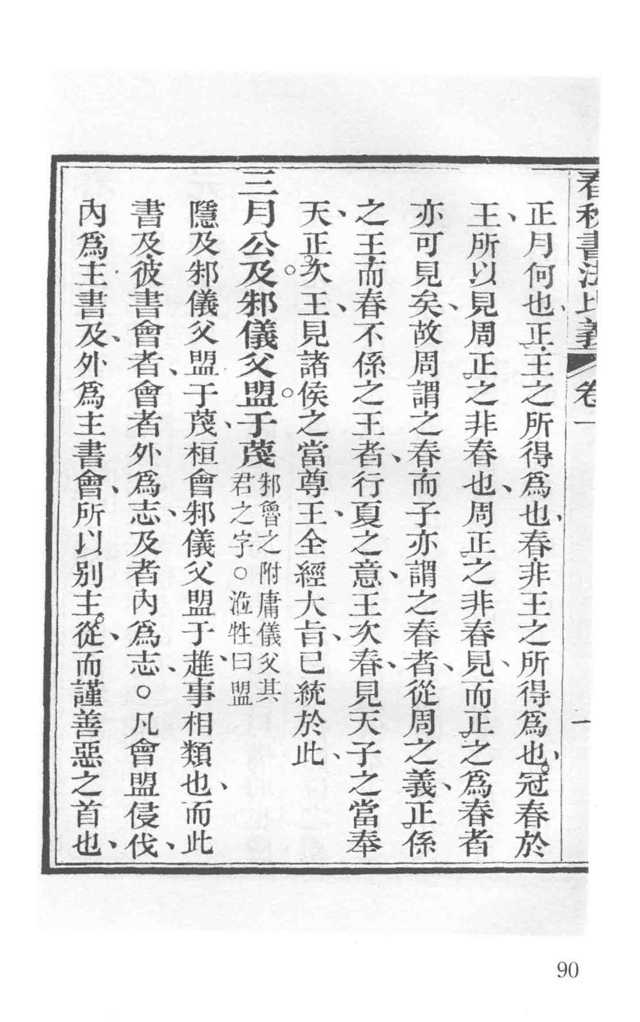 春秋書法比義 卷一 一
正月何也正王之所得爲也春非王之所得爲也冠春於
王所以見周正之非春也周正之非春見而正之爲春者
亦可見矣故周謂之春而子亦謂之春者從周之義正係
之王而春不係之王者行夏之意王次春見天子之當奉
天正次王見諸侯之當尊王全經大旨已統於此
三月公及邾儀父盟于蔑邾魯之附庸儀父其
君之字○涖牲曰盟
隱及邾儀父盟于蔑桓會邾儀父盟于趡事相類也而此
書及彼書會者會者外爲志及者內爲志○凡會盟侵伐
內爲主書及外爲主書會所以别主從而謹善惡之首也
90